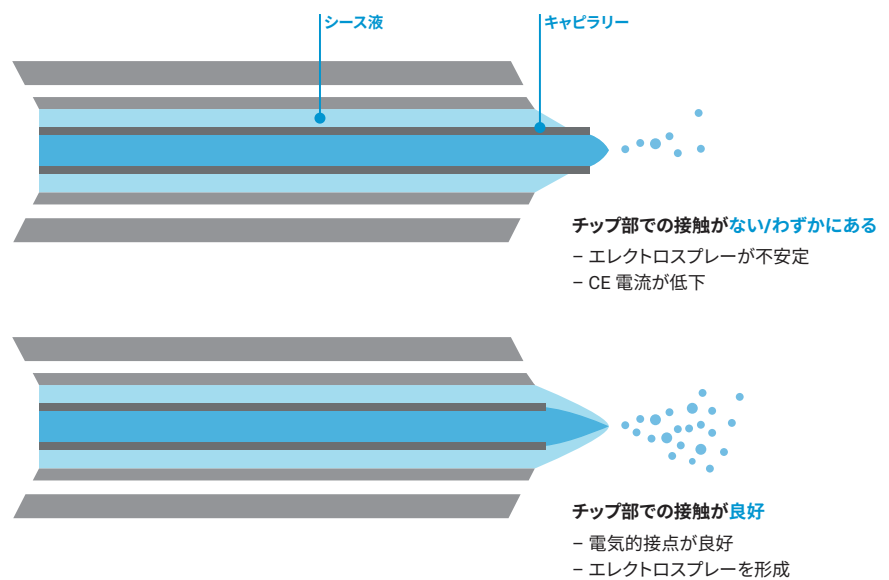 シース液
キャピラリー
チップ部での接触がない/わずかにある
– エレクトロスプレーが不安定
– CE 電流が低下
チップ部での接触が良好
– 電気的接点が良好
– エレクトロスプレーを形成